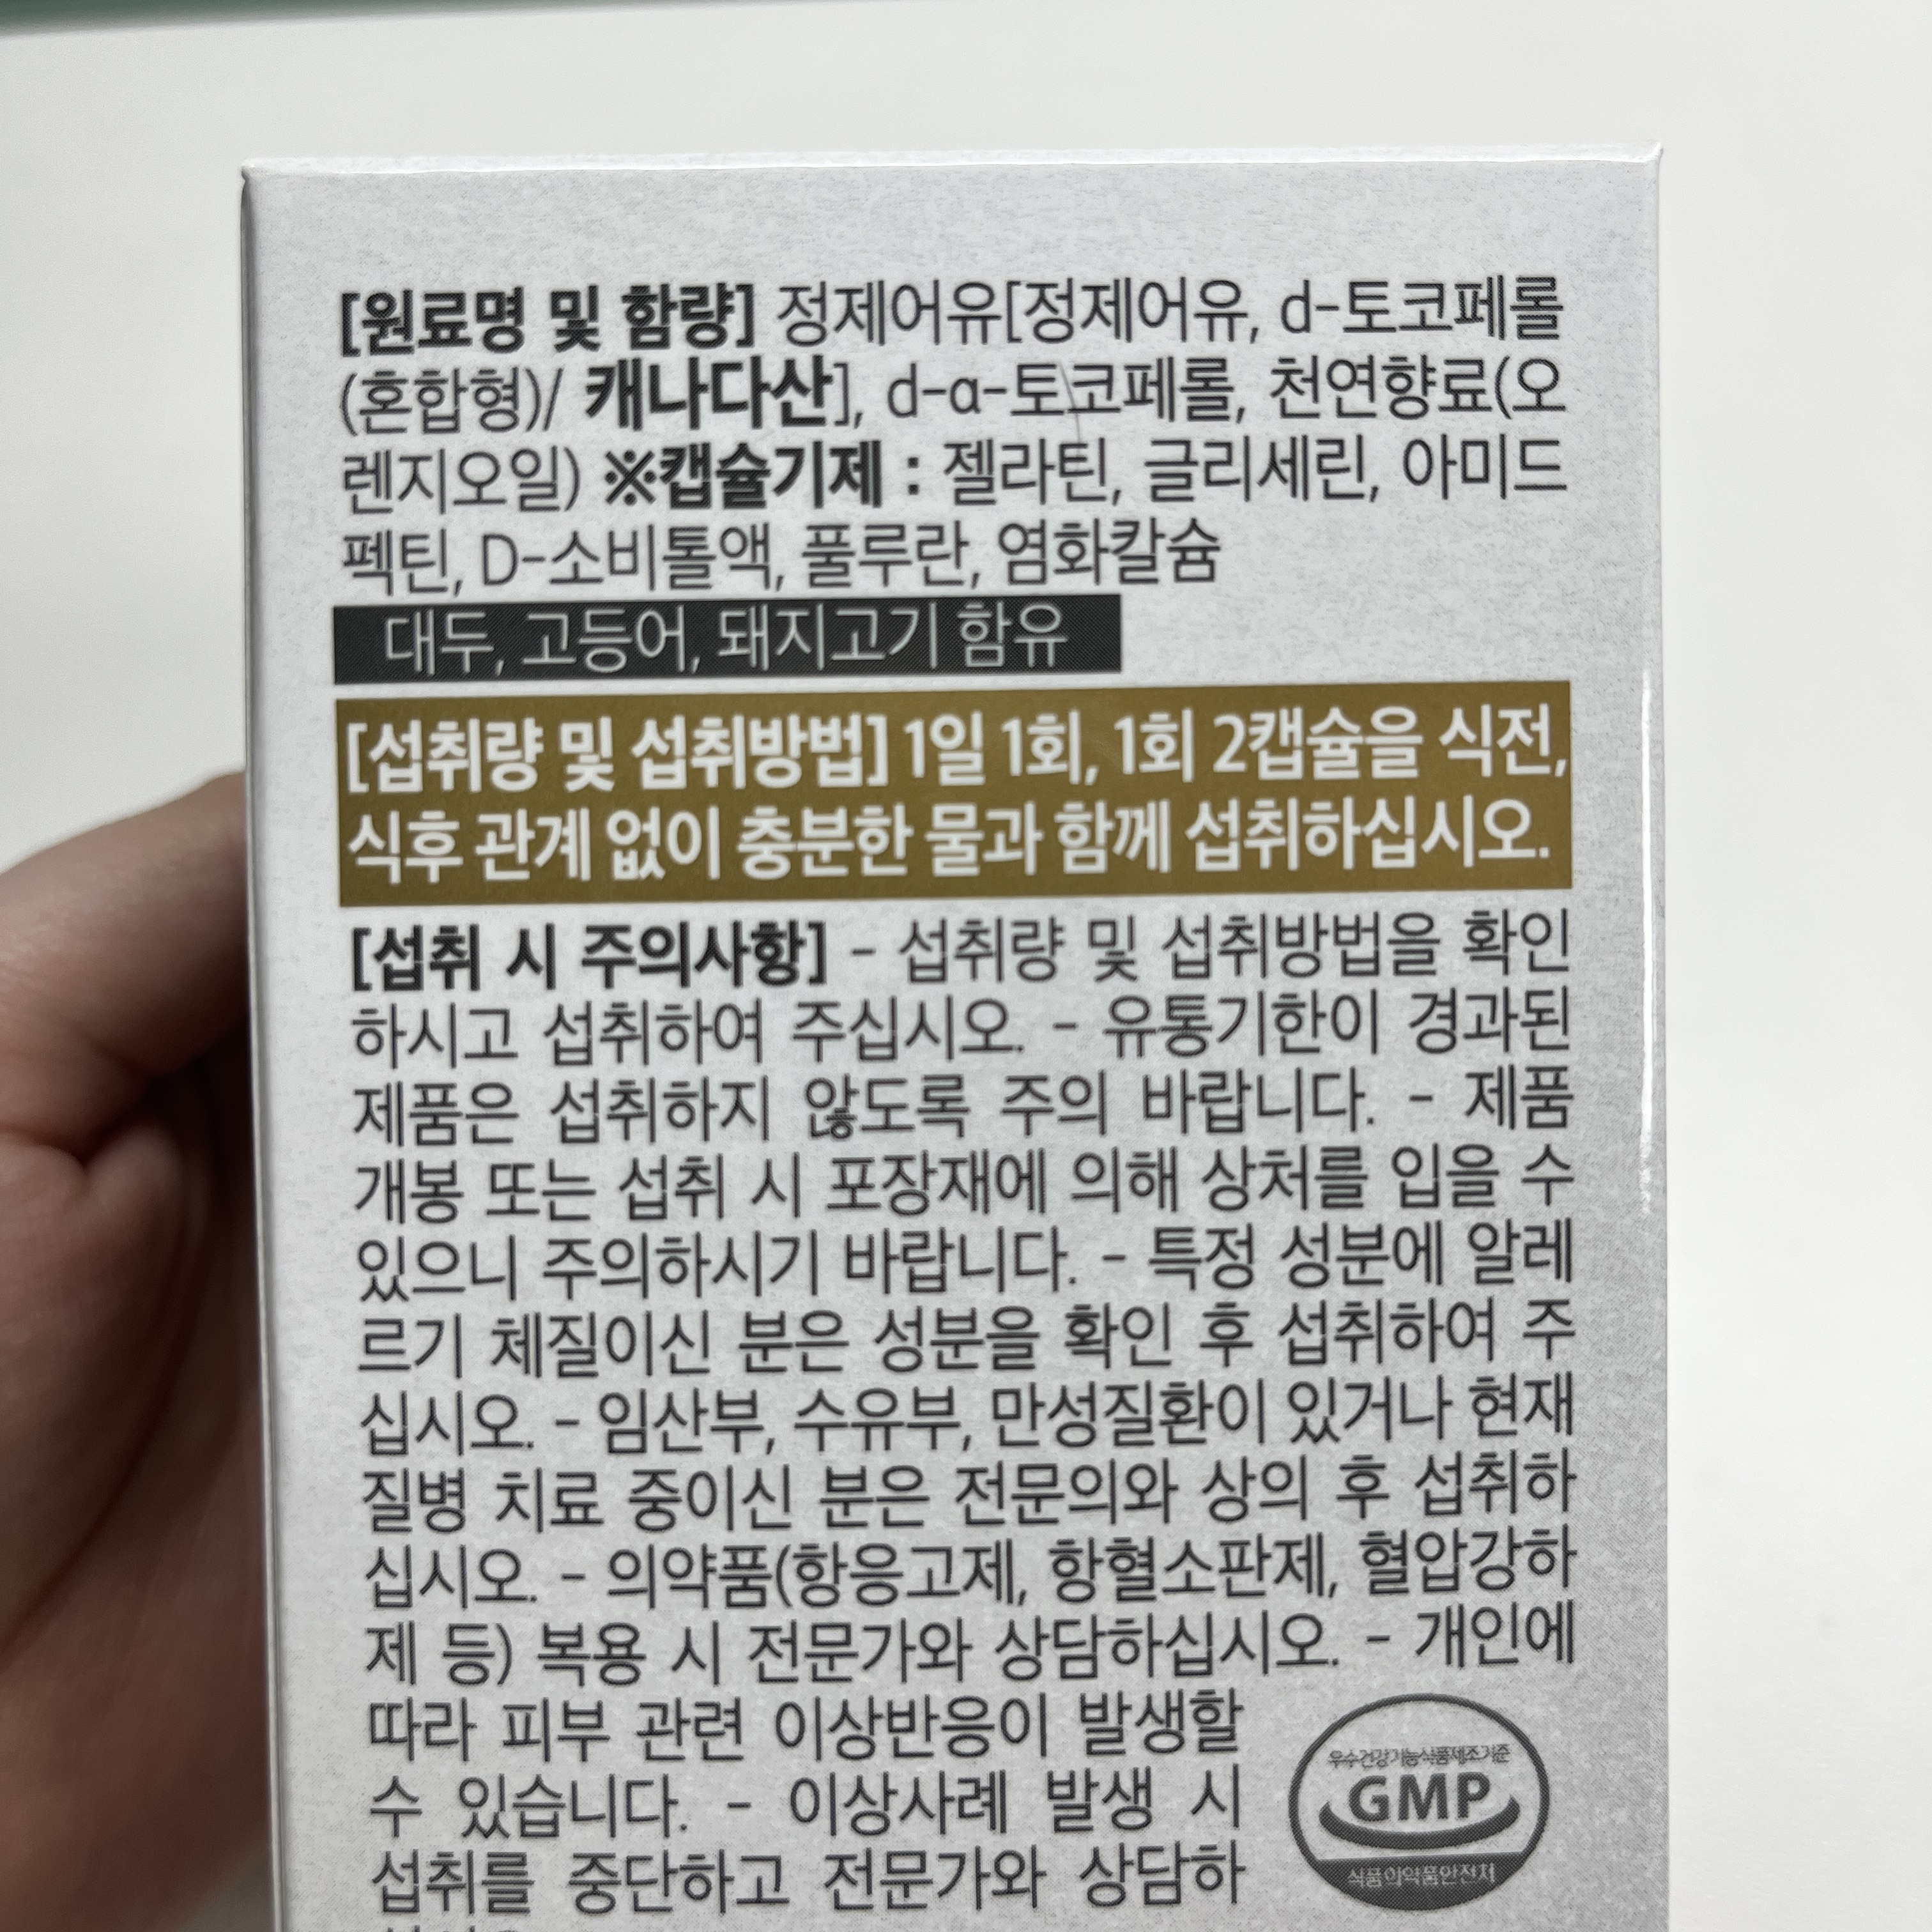 [원료명 및 함량] 정제어유[정제어유, d-토코페롤
(혼합형)/ 캐나다산], d-α-토코페롤, 천연향료(오
렌지오일) ※캡슐기제 : 젤라틴, 글리세린, 아미드
펙틴, D-소비톨액, 풀루란, 염화칼슘
대두, 고등어, 돼지고기 함유
[섭취량 및 섭취방법] 1일 1회, 1회 2캡슐을 식전,
식후 관계 없이 충분한 물과 함께 섭취하십시오.
[섭취 시 주의사항] - 섭취량 및 섭취방법을 확인
하시고 섭취하여 주십시오. - 유통기한이 경과된
제품은 섭취하지 않도록 주의 바랍니다. - 제품
개봉 또는 섭취 시 포장재에 의해 상처를 입을 수
있으니 주의하시기 바랍니다. - 특정 성분에 알레
르기 체질이신 분은 성분을 확인 후 섭취하여 주
십시오. - 임산부, 수유부, 만성질환이 있거나 현재
질병 치료 중이신 분은 전문의와 상의 후 섭취하
십시오. - 의약품(항응고제, 항혈소판제, 혈압강하
제 등) 복용 시 전문가와 상담하십시오. - 개인에
따라 피부 관련 이상반응이 발생할
수 있습니다. - 이상사례 발생 시
섭취를 중단하고 전문가와 상담하
우수건강기능식품제조기준
GMP
식품의약품안전처